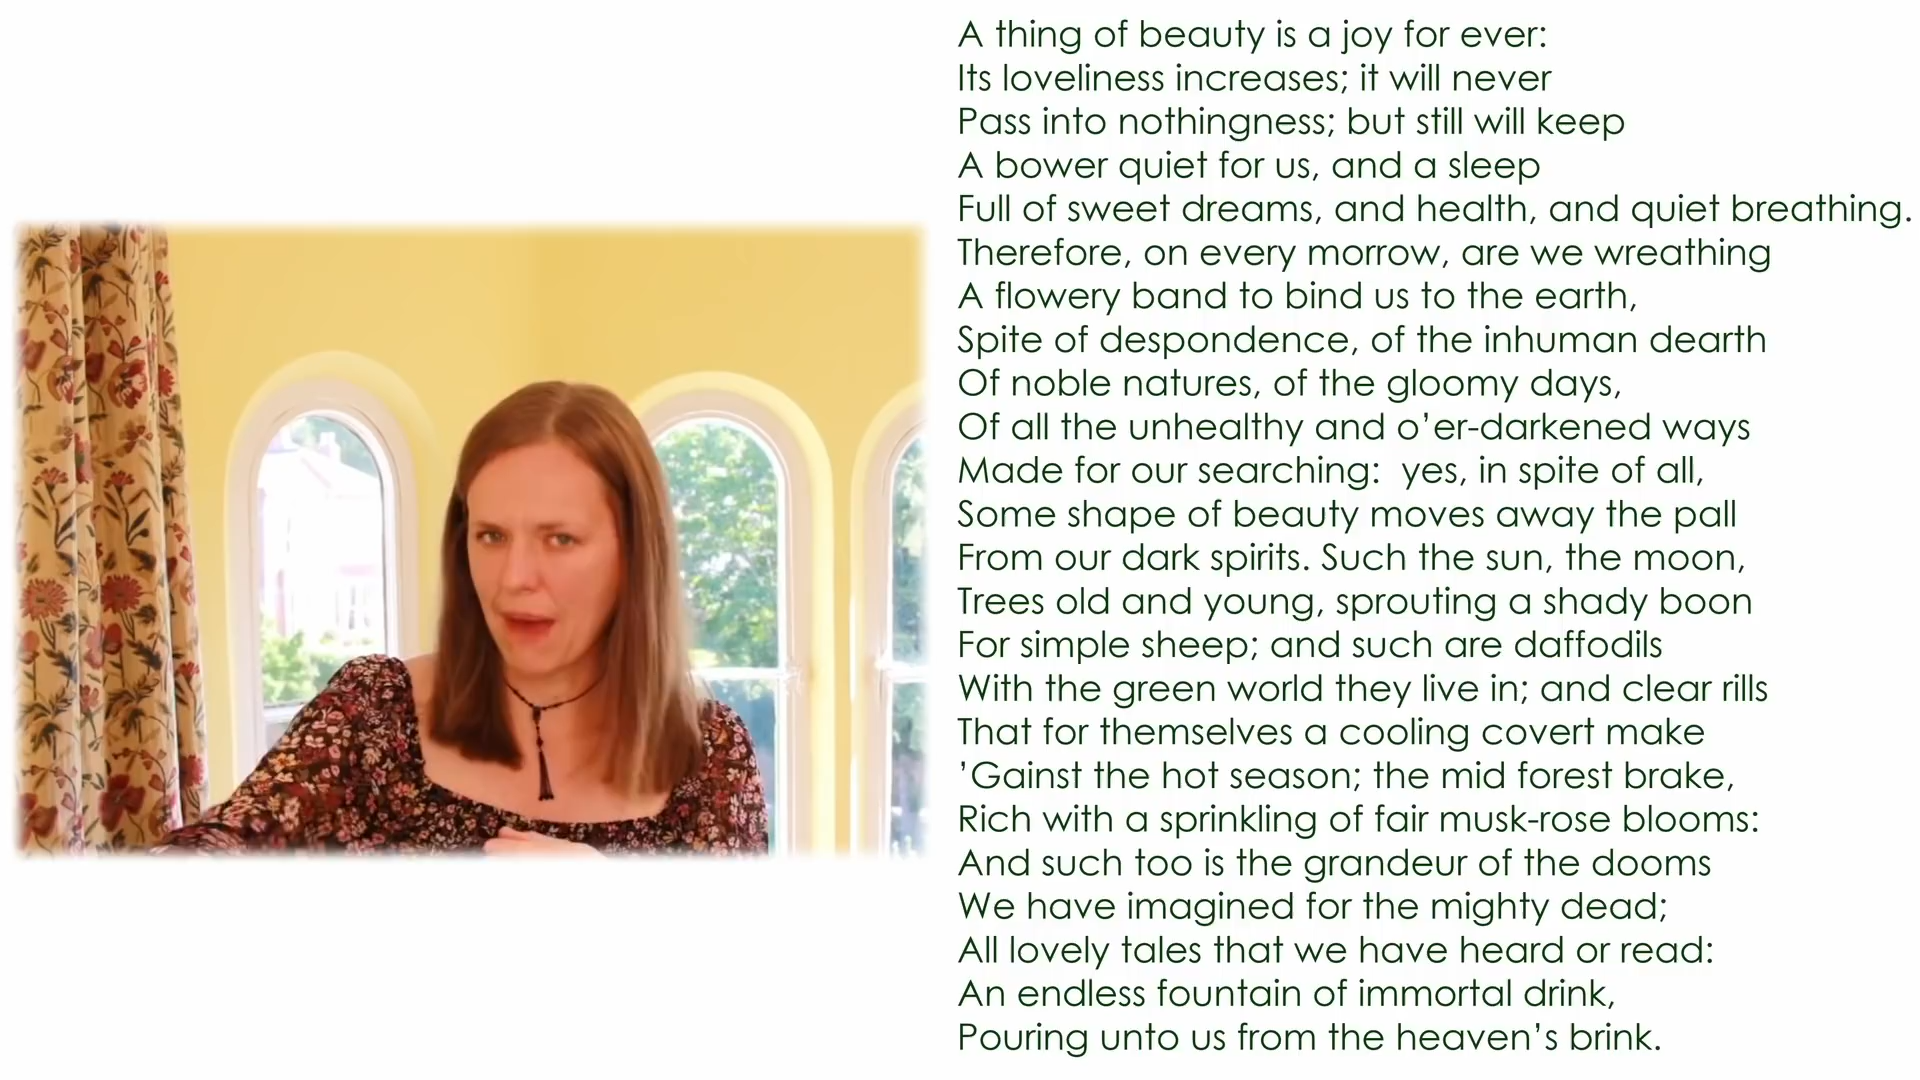 A thing of beauty is a joy for ever:
Its loveliness increases; it will never
Pass into nothingness; but still will keep
A bower quiet for us, and a sleep
Full of sweet dreams, and health, and quiet breathing.
Therefore, on every morrow, are we wreathing
A flowery band to bind us to the earth,
Spite of despondence, of the inhuman dearth
Of noble natures, of the gloomy days,
Of all the unhealthy and o’er-darkened ways
Made for our searching:  yes, in spite of all,
Some shape of beauty moves away the pall
From our dark spirits. Such the sun, the moon,
Trees old and young, sprouting a shady boon
For simple sheep; and such are daffodils
With the green world they live in; and clear rills
That for themselves a cooling covert make
’Gainst the hot season; the mid forest brake,
Rich with a sprinkling of fair musk-rose blooms:
And such too is the grandeur of the dooms
We have imagined for the mighty dead;
All lovely tales that we have heard or read:
An endless fountain of immortal drink,
Pouring unto us from the heaven’s brink.